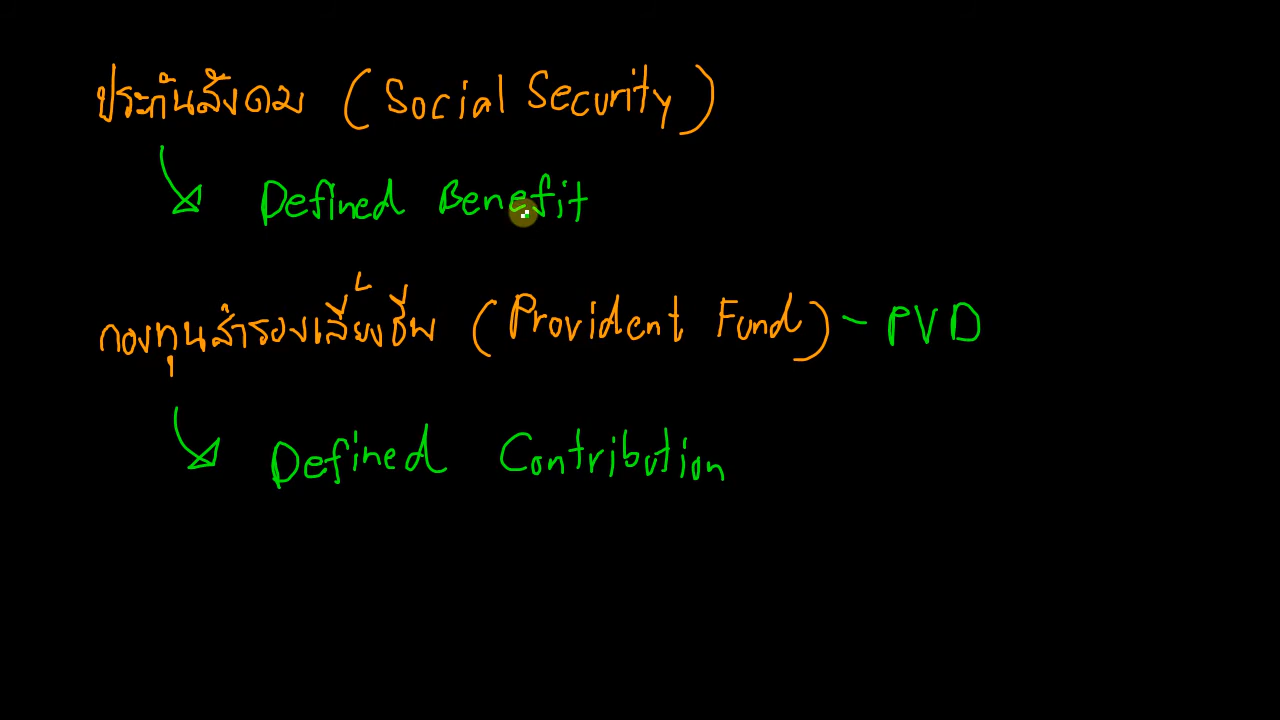 ประกันสังคม (Social Security)
Defined Benefit
กองทุนสำรองเลี้ยงชีพ (Provident Fund) - PVD
Defined Contribution